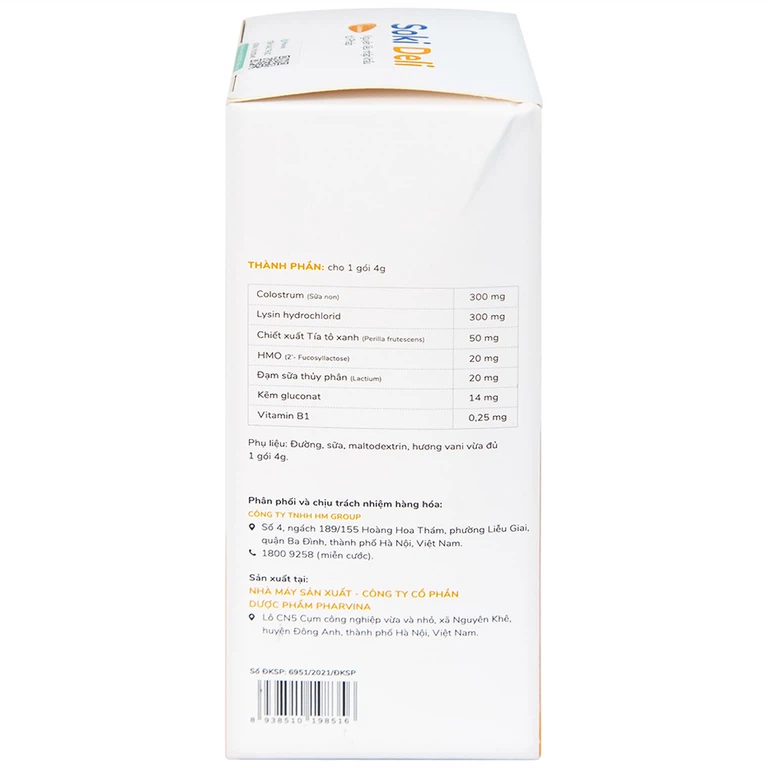 Soki Deli
THÀNH PHẦN: cho 1 gói 4g
Colostrum (Sữa non) 300 mg
Lysin hydrochlorid 300 mg
Chiết xuất Tía tô xanh (Perilla frutescens) 50 mg
HMO (2'- Fucosyllactose) 20 mg
Đạm sữa thủy phân (Lactium) 20 mg
Kẽm gluconat 14 mg
Vitamin B1 0,25 mg
Phụ liệu: Đường, sữa, maltodextrin, hương vani vừa đủ
1 gói 4g.
Phân phối và chịu trách nhiệm hàng hóa:
CÔNG TY TNHH HM GROUP
Số 4, ngách 189/155 Hoàng Hoa Thám, phường Liễu Giai,
quận Ba Đình, thành phố Hà Nội, Việt Nam.
1800 9258 (miễn cước).
Sản xuất tại:
NHÀ MÁY SẢN XUẤT - CÔNG TY CỔ PHẦN
DƯỢC PHẨM PHARVINA
Lô CN5 Cụm công nghiệp vừa và nhỏ, xã Nguyên Khê,
huyện Đông Anh, thành phố Hà Nội, Việt Nam.
Số ĐKSP: 6951/2021/ĐKSP
8 938510 198516